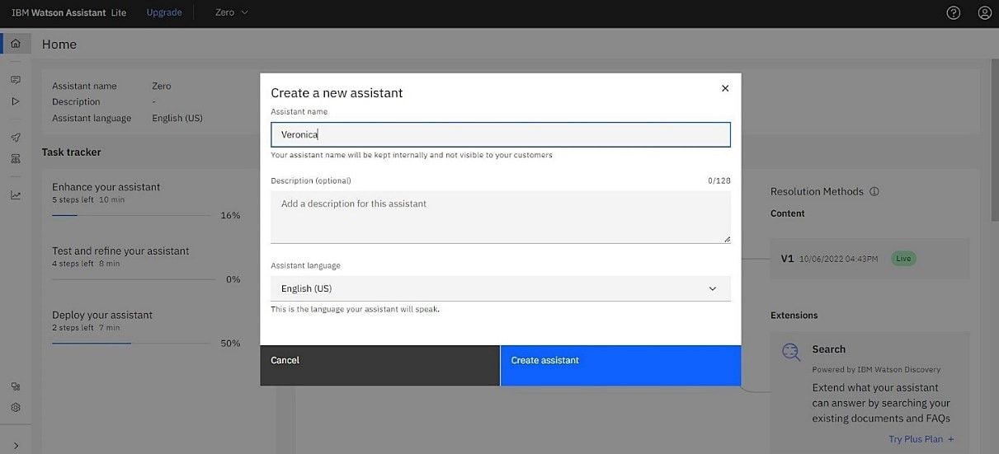 IBM Watson Assistant Lite Upgrade Zero
Home
Assistant name Zero
Description -
Assistant language English (US)
Task tracker
Enhance your assistant
5 steps left 10 min
16%
Test and refine your assistant
4 steps left 8 min
0%
Deploy your assistant
2 steps left 7 min
50%
Create a new assistant
Assistant name
Veronica
Your assistant name will be kept internally and not visible to your customers
Description (optional) 0/128
Add a description for this assistant
Assistant language
English (US)
This is the language your assistant will speak.
Cancel Create assistant
Resolution Methods
Content
V1 10/06/2022 04:43PM Live
Extensions
Search
Powered by IBM Watson Discovery
Extend what your assistant
can answer by searching your
existing documents and FAQs
Try Plus Plan +